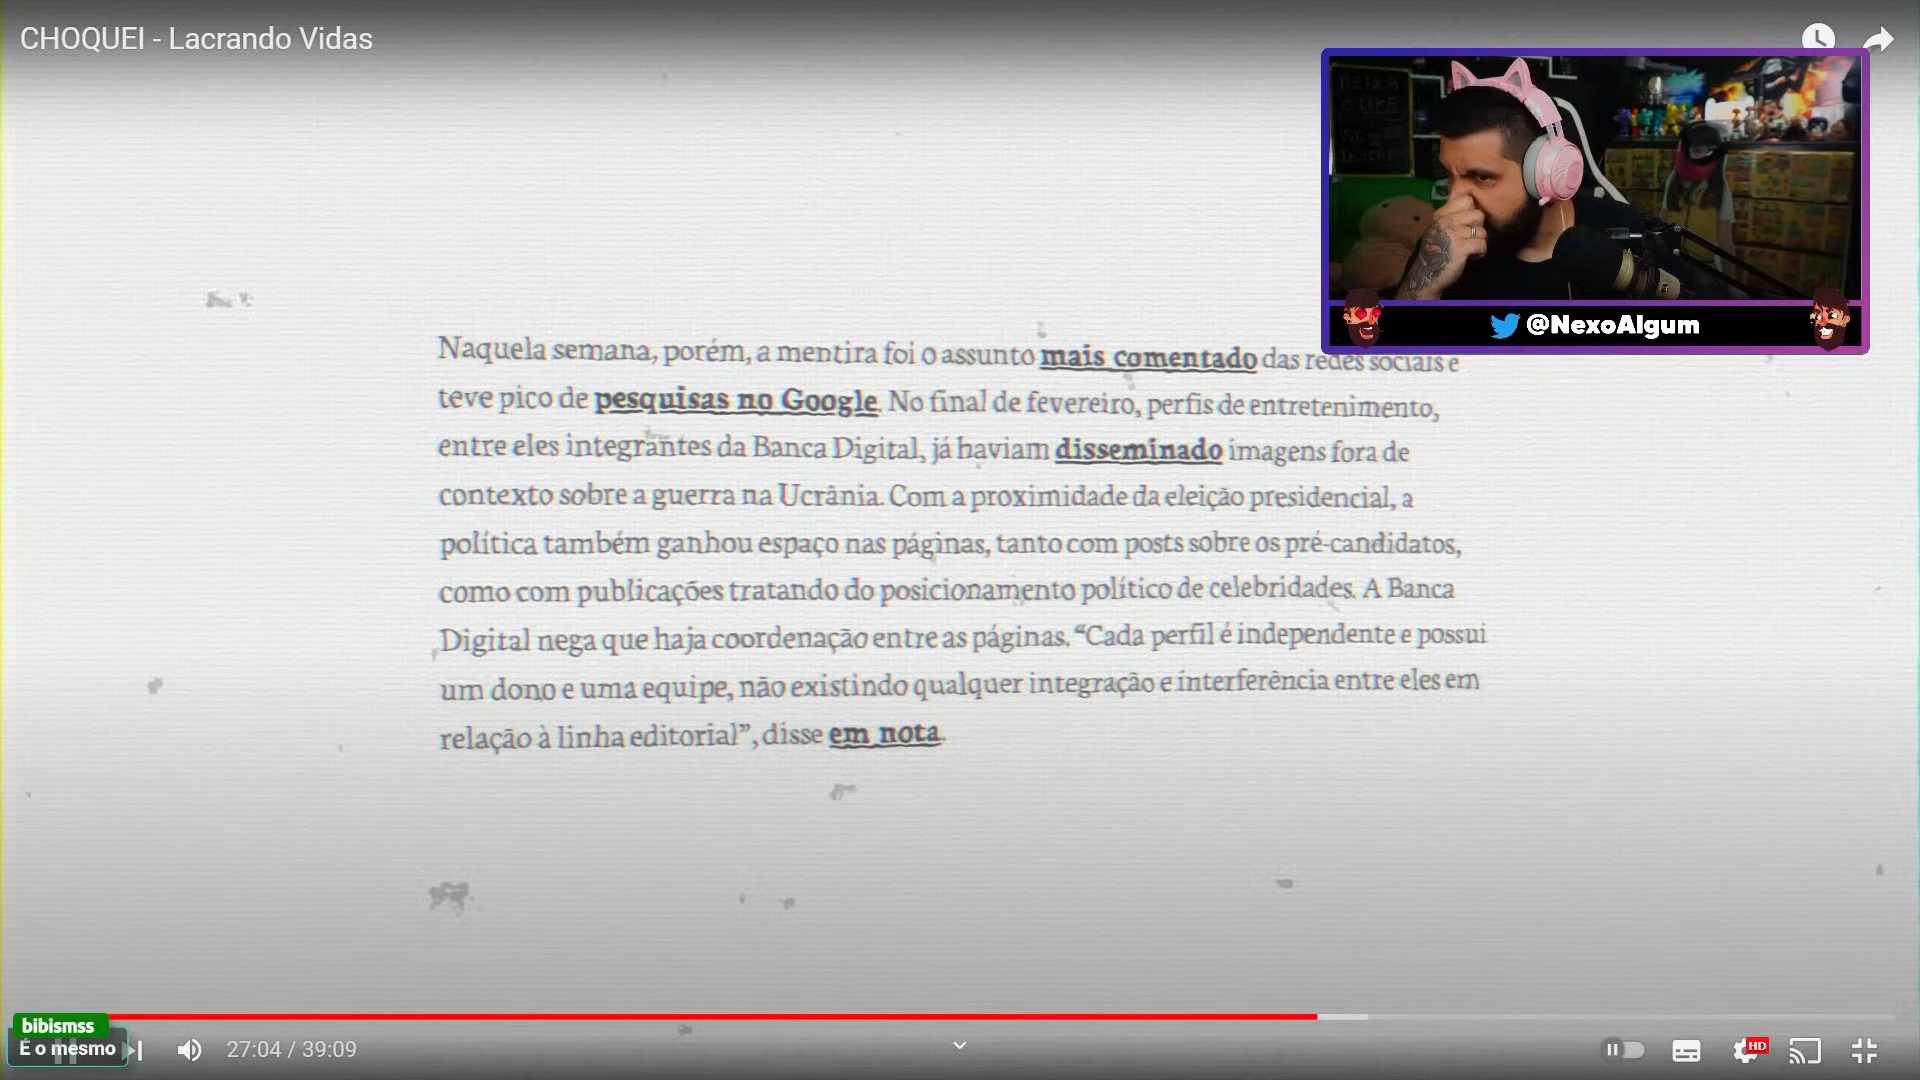 CHOQUEI - Lacrando Vidas
DEIXA
O LIKE
SE
@NexoAlgum
Naquela semana, porém, a mentira foi o assunto mais comentado das redes sociais e
teve pico de pesquisas no Google. No final de fevereiro, perfis de entretenimento,
entre eles integrantes da Banca Digital, já haviam disseminado imagens fora de
contexto sobre a guerra na Ucrânia. Com a proximidade da eleição presidencial, a
política também ganhou espaço nas páginas, tanto com posts sobre os pré-candidatos,
como com publicações tratando do posicionamento político de celebridades. A Banca
Digital nega que haja coordenação entre as páginas. “Cada perfil é independente e possui
um dono e uma equipe, não existindo qualquer integração e interferência entre eles em
relação à linha editorial”, disse em nota.
bibismss
É o mesmo
27:04 / 39:09
HD